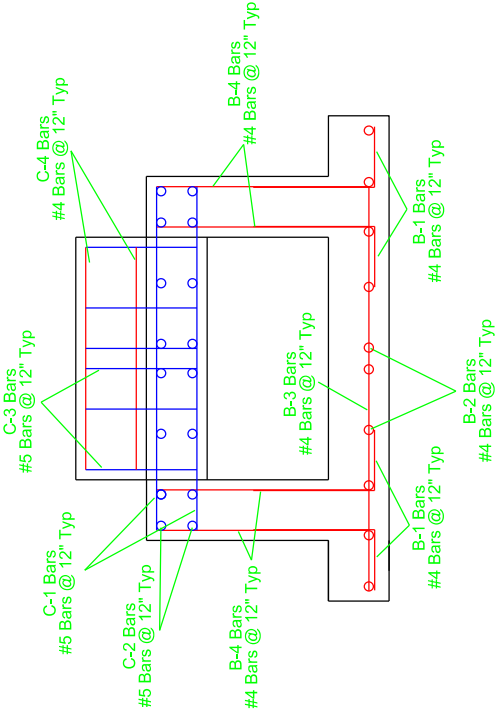 C-4 Bars
#4 Bars @ 12" Typ
B-4 Bars
#4 Bars @ 12" Typ
C-3 Bars
#5 Bars @ 12" Typ
B-1 Bars
#4 Bars @ 12" Typ
B-3 Bars
#4 Bars @ 12" Typ
B-2 Bars
#4 Bars @ 12" Typ
C-1 Bars
#5 Bars @ 12" Typ
C-2 Bars
#5 Bars @ 12" Typ
B-4 Bars
#4 Bars @ 12" Typ
B-1 Bars
#4 Bars @ 12" Typ